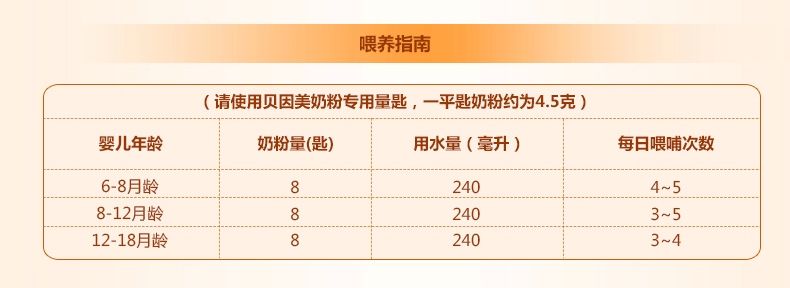 喂养指南
（请使用贝因美奶粉专用量匙，一平匙奶粉约为4.5克）
婴儿年龄 奶粉量(匙) 用水量（毫升） 每日喂哺次数
6-8月龄 8 240 4~5
8-12月龄 8 240 3~5
12-18月龄 8 240 3~4